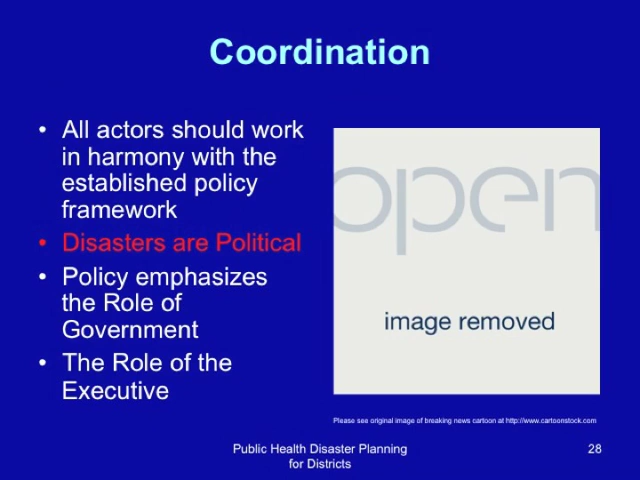 Coordination
• All actors should work
in harmony with the
established policy
framework
• Disasters are Political
• Policy emphasizes
the Role of
Government
• The Role of the
Executive
open
image removed
Please see original image of breaking news cartoon at http://www.cartoonstock.com
Public Health Disaster Planning
for Districts
28